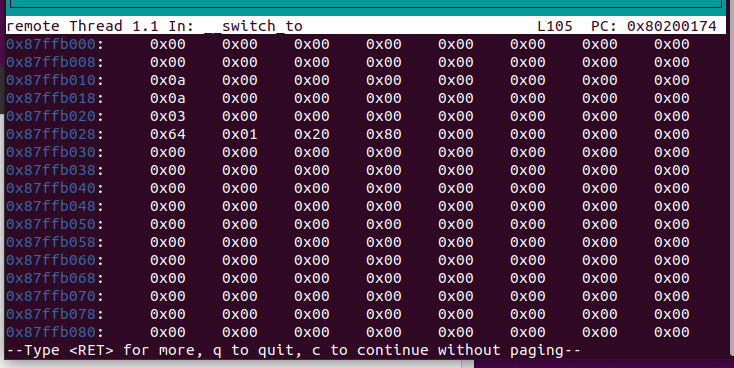 remote Thread 1.1 In: __switch_to L105 PC: 0x80200174
0x87ffb000: 0x00 0x00 0x00 0x00 0x00 0x00 0x00 0x00
0x87ffb008: 0x00 0x00 0x00 0x00 0x00 0x00 0x00 0x00
0x87ffb010: 0x0a 0x00 0x00 0x00 0x00 0x00 0x00 0x00
0x87ffb018: 0x0a 0x00 0x00 0x00 0x00 0x00 0x00 0x00
0x87ffb020: 0x03 0x00 0x00 0x00 0x00 0x00 0x00 0x00
0x87ffb028: 0x64 0x01 0x20 0x80 0x00 0x00 0x00 0x00
0x87ffb030: 0x00 0x00 0x00 0x00 0x00 0x00 0x00 0x00
0x87ffb038: 0x00 0x00 0x00 0x00 0x00 0x00 0x00 0x00
0x87ffb040: 0x00 0x00 0x00 0x00 0x00 0x00 0x00 0x00
0x87ffb048: 0x00 0x00 0x00 0x00 0x00 0x00 0x00 0x00
0x87ffb050: 0x00 0x00 0x00 0x00 0x00 0x00 0x00 0x00
0x87ffb058: 0x00 0x00 0x00 0x00 0x00 0x00 0x00 0x00
0x87ffb060: 0x00 0x00 0x00 0x00 0x00 0x00 0x00 0x00
0x87ffb068: 0x00 0x00 0x00 0x00 0x00 0x00 0x00 0x00
0x87ffb070: 0x00 0x00 0x00 0x00 0x00 0x00 0x00 0x00
0x87ffb078: 0x00 0x00 0x00 0x00 0x00 0x00 0x00 0x00
0x87ffb080: 0x00 0x00 0x00 0x00 0x00 0x00 0x00 0x00
--Type <RET> for more, q to quit, c to continue without paging--